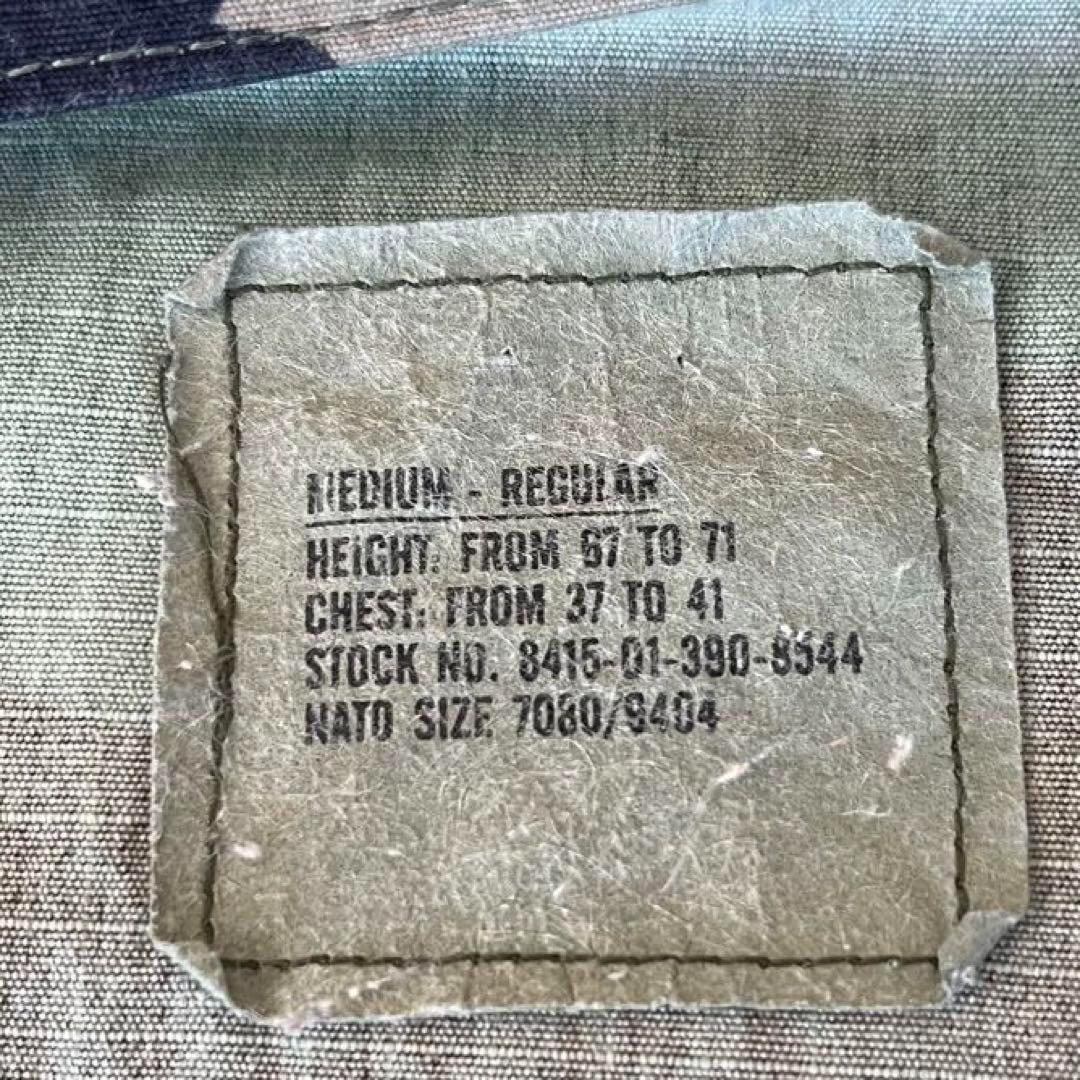 MEDIUM - REGULAR
HEIGHT: FROM 67 TO 71
CHEST: FROM 37 TO 41
STOCK NO. 8415-01-390-8544
NATO SIZE 7080/9404